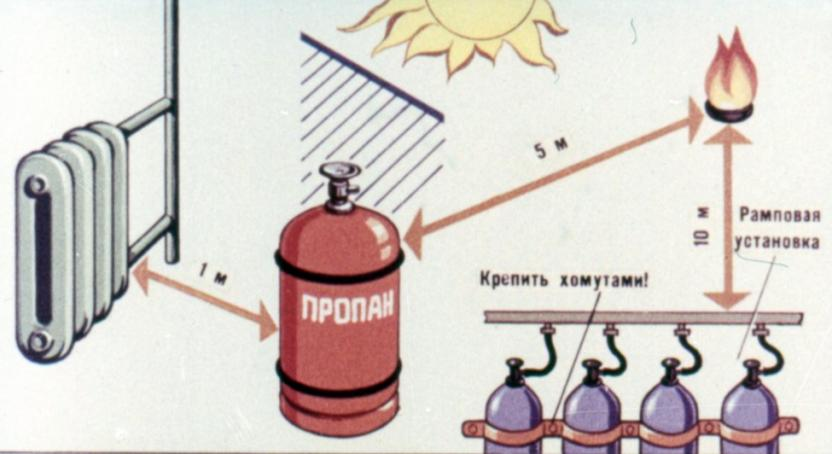 5 м
10 м
Рамповая
установка
1 м
Крепить хомутами!
ПРОПАН